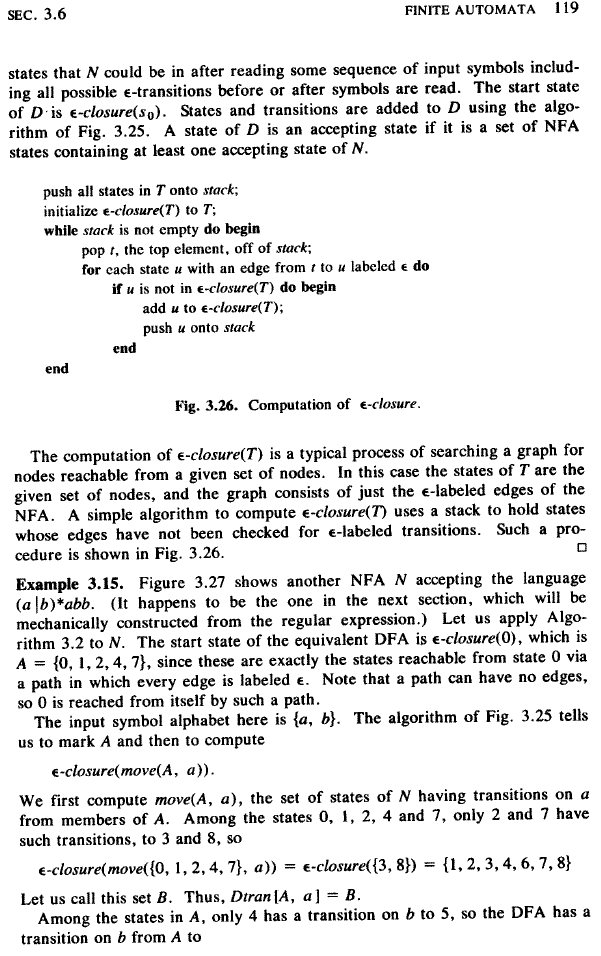 SEC. 3.6 FINITE AUTOMATA 119
states that N could be in after reading some sequence of input symbols includ-
ing all possible ϵ-transitions before or after symbols are read. The start state
of D is ϵ-closure(s₀). States and transitions are added to D using the algo-
rithm of Fig. 3.25. A state of D is an accepting state if it is a set of NFA
states containing at least one accepting state of N.
push all states in T onto stack;
initialize ϵ-closure(T) to T;
while stack is not empty do begin
pop t, the top element, off of stack;
for each state u with an edge from t to u labeled ϵ do
if u is not in ϵ-closure(T) do begin
add u to ϵ-closure(T);
push u onto stack
end
end
Fig. 3.26. Computation of ϵ-closure.
The computation of ϵ-closure(T) is a typical process of searching a graph for
nodes reachable from a given set of nodes. In this case the states of T are the
given set of nodes, and the graph consists of just the ϵ-labeled edges of the
NFA. A simple algorithm to compute ϵ-closure(T) uses a stack to hold states
whose edges have not been checked for ϵ-labeled transitions. Such a pro-
cedure is shown in Fig. 3.26. □
Example 3.15. Figure 3.27 shows another NFA N accepting the language
(a|b)*abb. (It happens to be the one in the next section, which will be
mechanically constructed from the regular expression.) Let us apply Algo-
rithm 3.2 to N. The start state of the equivalent DFA is ϵ-closure(0), which is
A = {0, 1, 2, 4, 7}, since these are exactly the states reachable from state 0 via
a path in which every edge is labeled ϵ. Note that a path can have no edges,
so 0 is reached from itself by such a path.
The input symbol alphabet here is {a, b}. The algorithm of Fig. 3.25 tells
us to mark A and then to compute
ϵ-closure(move(A, a)).
We first compute move(A, a), the set of states of N having transitions on a
from members of A. Among the states 0, 1, 2, 4 and 7, only 2 and 7 have
such transitions, to 3 and 8, so
ϵ-closure(move({0, 1, 2, 4, 7}, a)) = ϵ-closure({3, 8}) = {1, 2, 3, 4, 6, 7, 8}
Let us call this set B. Thus, Dtran[A, a] = B.
Among the states in A, only 4 has a transition on b to 5, so the DFA has a
transition on b from A to